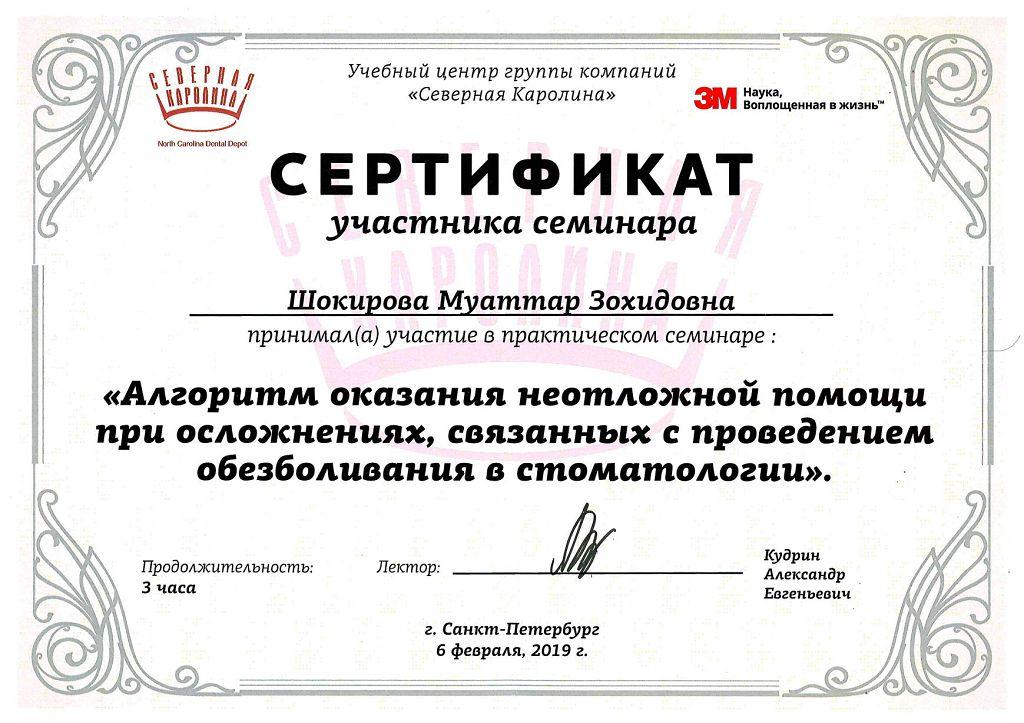 СЕВЕРНАЯ
КАРОЛИНА
North Carolina Dental Depot
Учебный центр группы компаний
«Северная Каролина»
3M Наука,
Воплощенная в жизнь™
СЕРТИФИКАТ
участника семинара
СЕВЕРНАЯ
КАРОЛИНА
Шокирова Муаттар Зохидовна
принимал(а) участие в практическом семинаре :
«Алгоритм оказания неотложной помощи
при осложнениях, связанных с проведением
обезболивания в стоматологии».
Продолжительность:
3 часа
Лектор:
Кудрин
Александр
Евгеньевич
г. Санкт-Петербург
6 февраля, 2019 г.